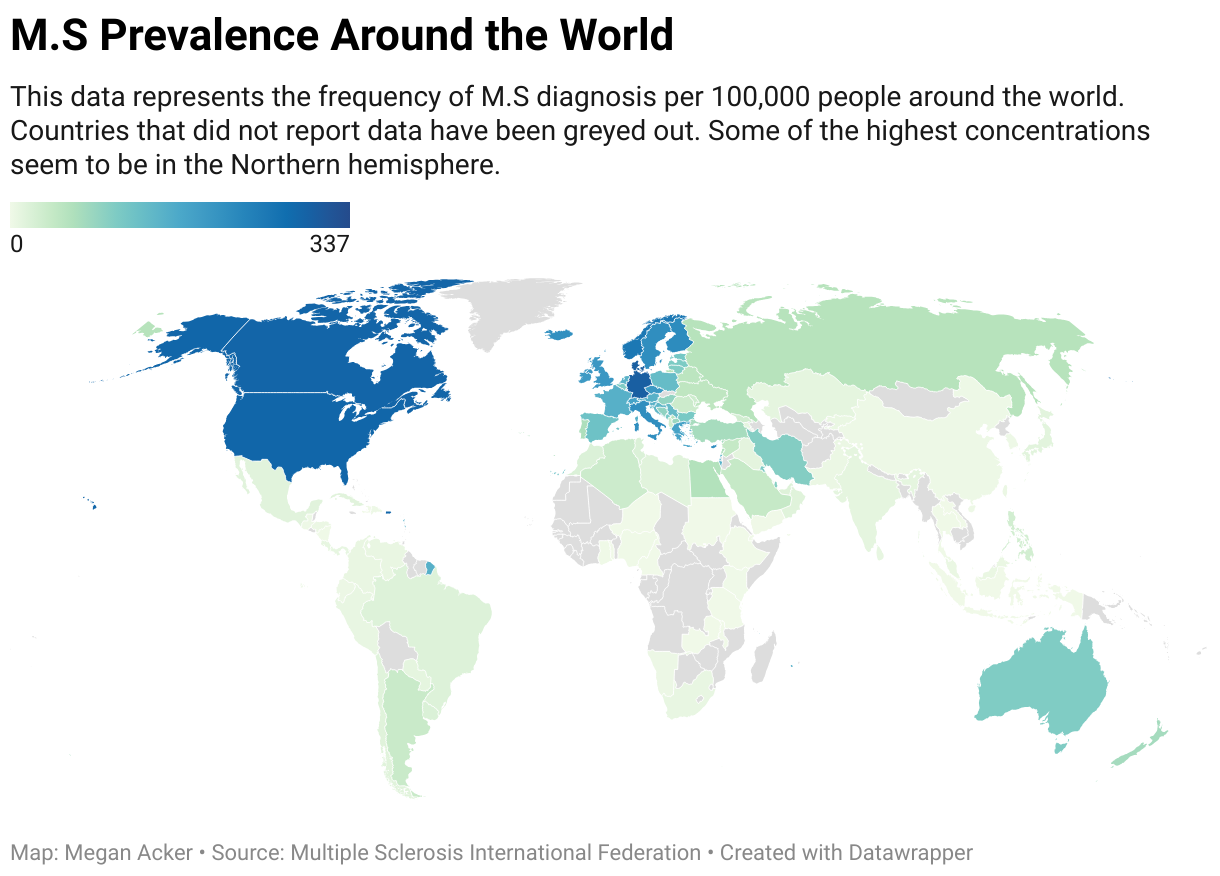 M.S Prevalence Around the World
This data represents the frequency of M.S diagnosis per 100,000 people around the world.
Countries that did not report data have been greyed out. Some of the highest concentrations
seem to be in the Northern hemisphere.
0 337
Map: Megan Acker • Source: Multiple Sclerosis International Federation • Created with Datawrapper